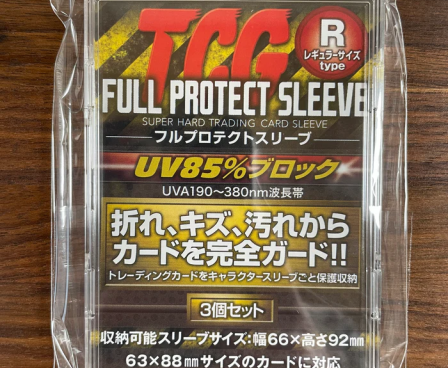 TCG
R
レギュラーサイズ
type
FULL PROTECT SLEEVE
SUPER HARD TRADING CARD SLEEVE
フルプロテクトスリーブ
UV85%ブロック
UVA190〜380nm波長帯
折れ、キズ、汚れから
カードを完全ガード!!
トレーディングカードをキャラクタースリーブごと保護収納
3個セット
収納可能スリーブサイズ:幅66×高さ92mm
63×88mmサイズのカードに対応